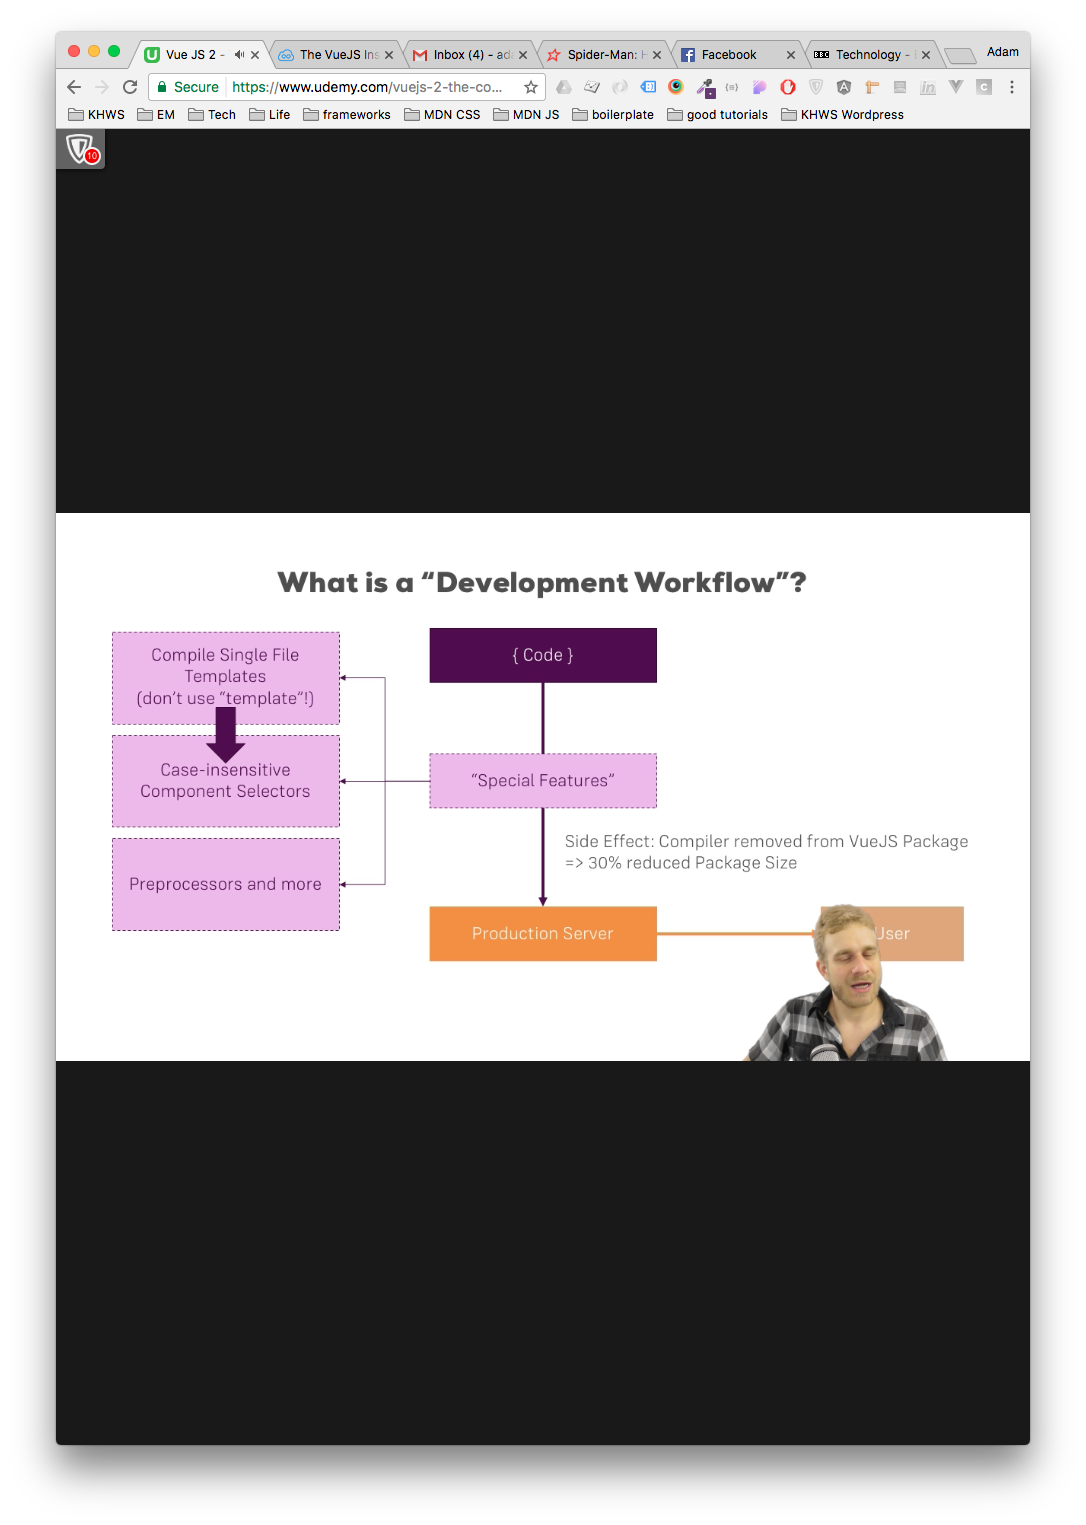 Vue JS 2 -
The VueJS Ins
Inbox (4) - ada
Spider-Man: H
Facebook
BBC
Technology - B
Adam
Secure
https://www.udemy.com/vuejs-2-the-co...
KHWS
EM
Tech
Life
frameworks
MDN CSS
MDN JS
boilerplate
good tutorials
KHWS Wordpress
10
What is a “Development Workflow”?
Compile Single File
Templates
(don’t use “template”!)
{ Code }
Case-insensitive
Component Selectors
“Special Features”
Side Effect: Compiler removed from VueJS Package
=> 30% reduced Package Size
Preprocessors and more
Production Server
User